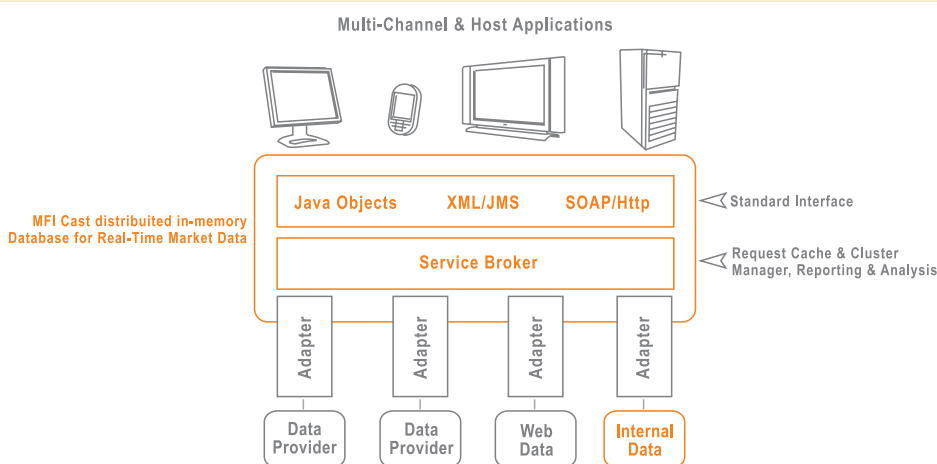 Multi-Channel & Host Applications
Java Objects XML/JMS SOAP/Http
Standard Interface
MFI Cast distribuited in-memory
Database for Real-Time Market Data
Service Broker
Request Cache & Cluster
Manager, Reporting & Analysis
Adapter Adapter Adapter Adapter
Data
Provider
Data
Provider
Web
Data
Internal
Data